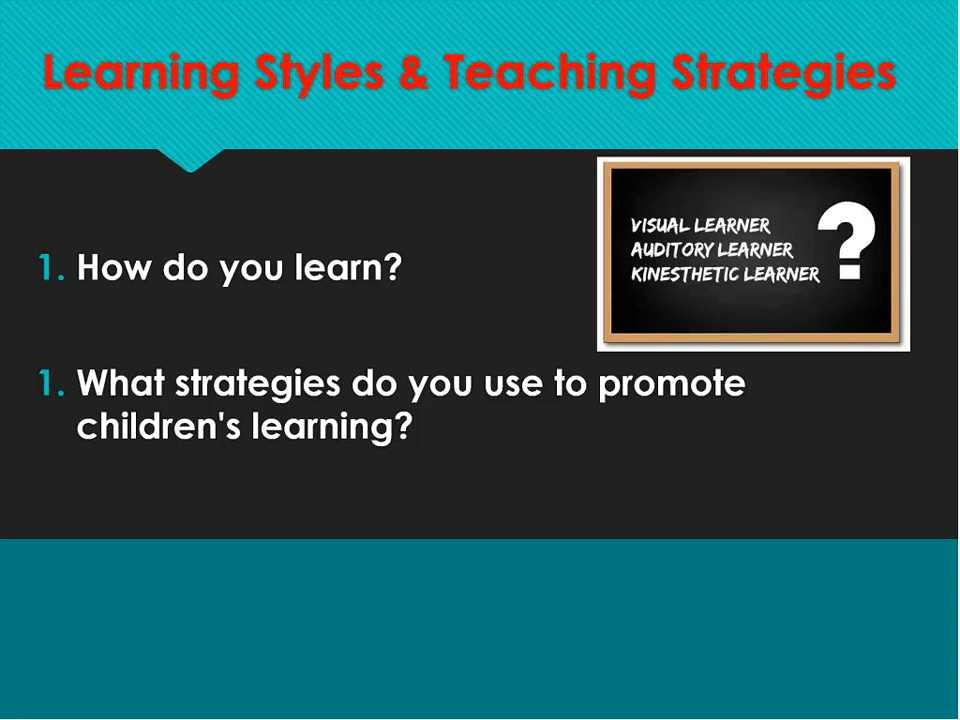 Learning Styles & Teaching Strategies
VISUAL LEARNER
AUDITORY LEARNER
KINESTHETIC LEARNER
?
1. How do you learn?
1. What strategies do you use to promote
children's learning?